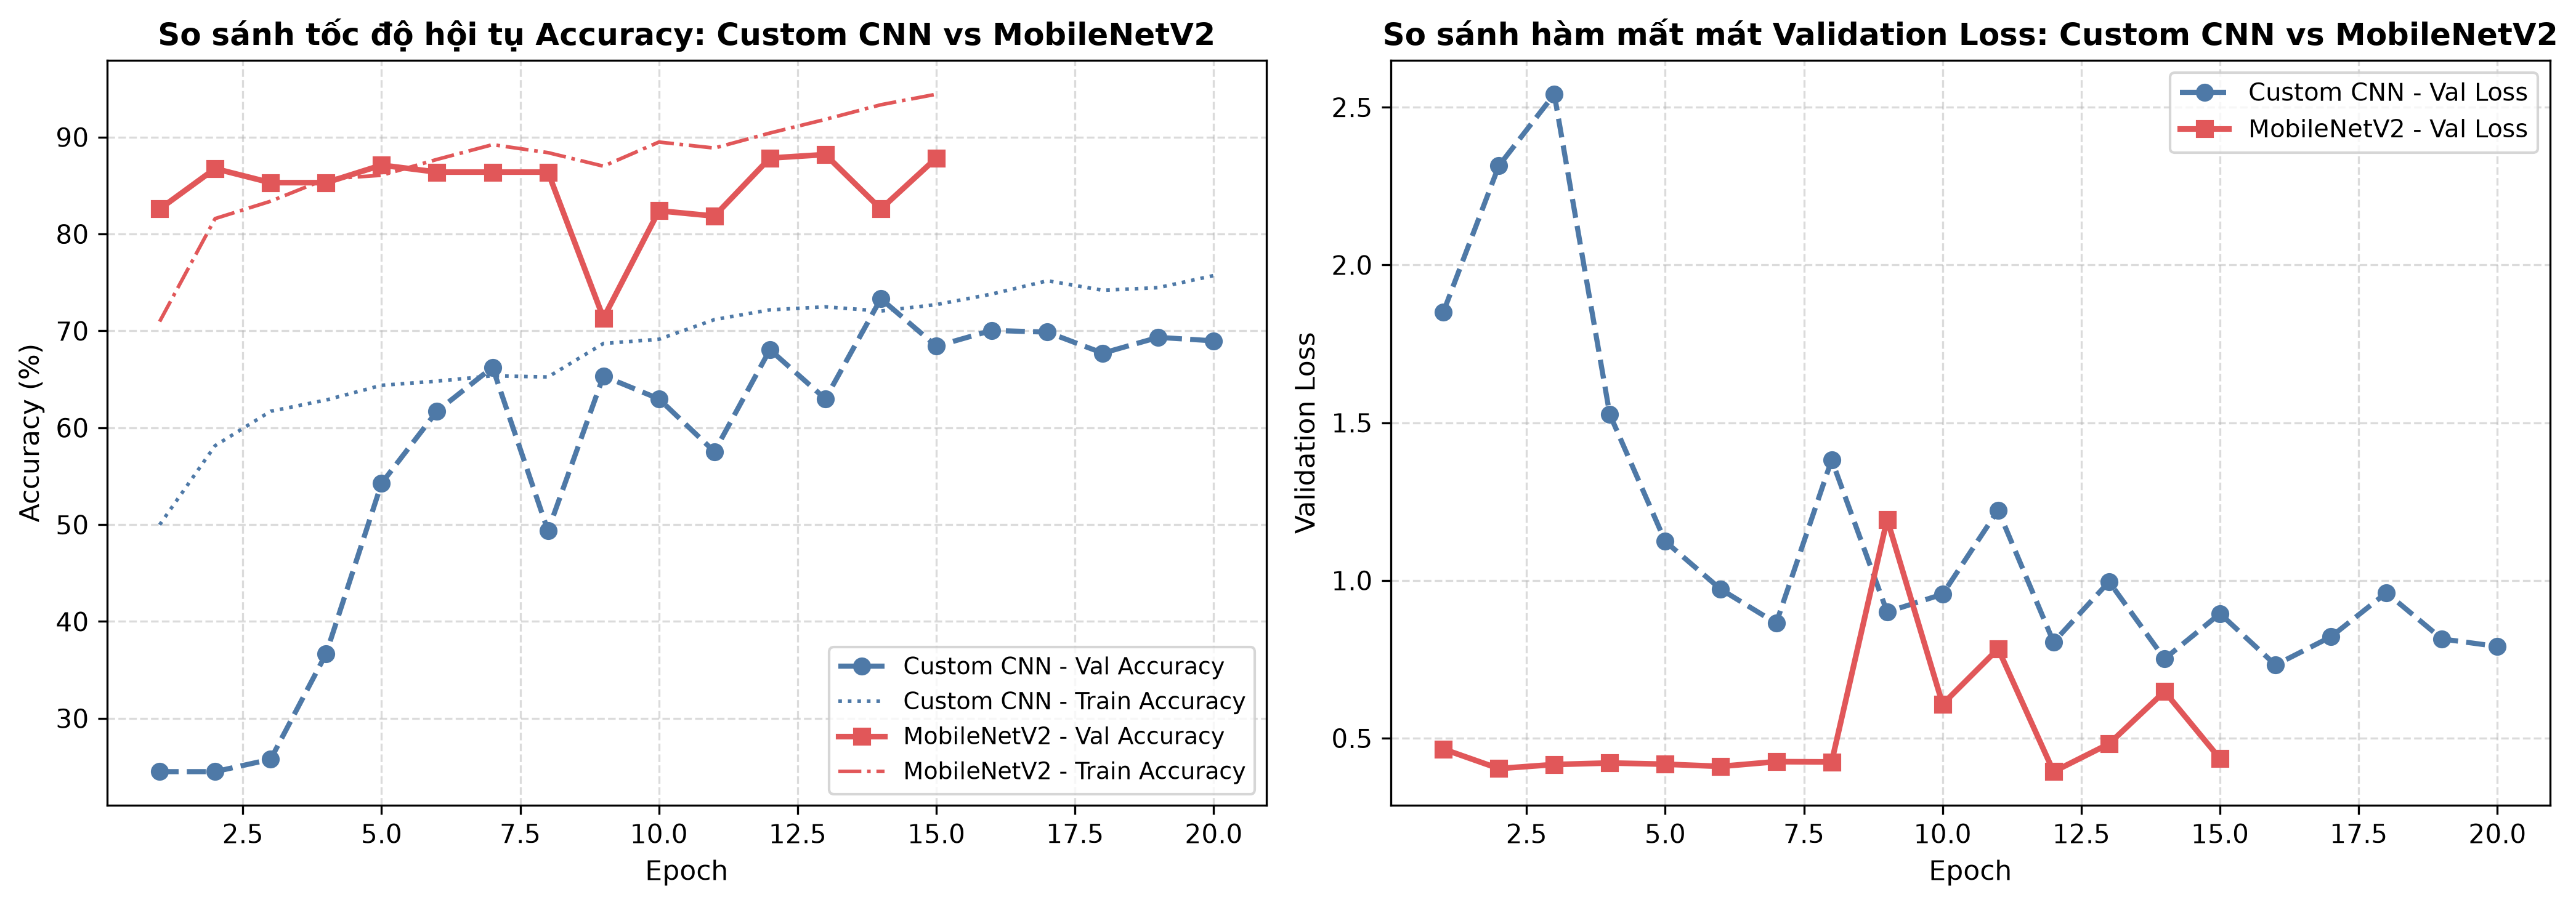 So sánh tốc độ hội tụ Accuracy: Custom CNN vs MobileNetV2
Accuracy (%)
90
80
70
60
50
40
30
Custom CNN - Val Accuracy
Custom CNN - Train Accuracy
MobileNetV2 - Val Accuracy
MobileNetV2 - Train Accuracy
2.5 5.0 7.5 10.0 12.5 15.0 17.5 20.0
Epoch
So sánh hàm mất mát Validation Loss: Custom CNN vs MobileNetV2
Validation Loss
2.5
2.0
1.5
1.0
0.5
Custom CNN - Val Loss
MobileNetV2 - Val Loss
2.5 5.0 7.5 10.0 12.5 15.0 17.5 20.0
Epoch